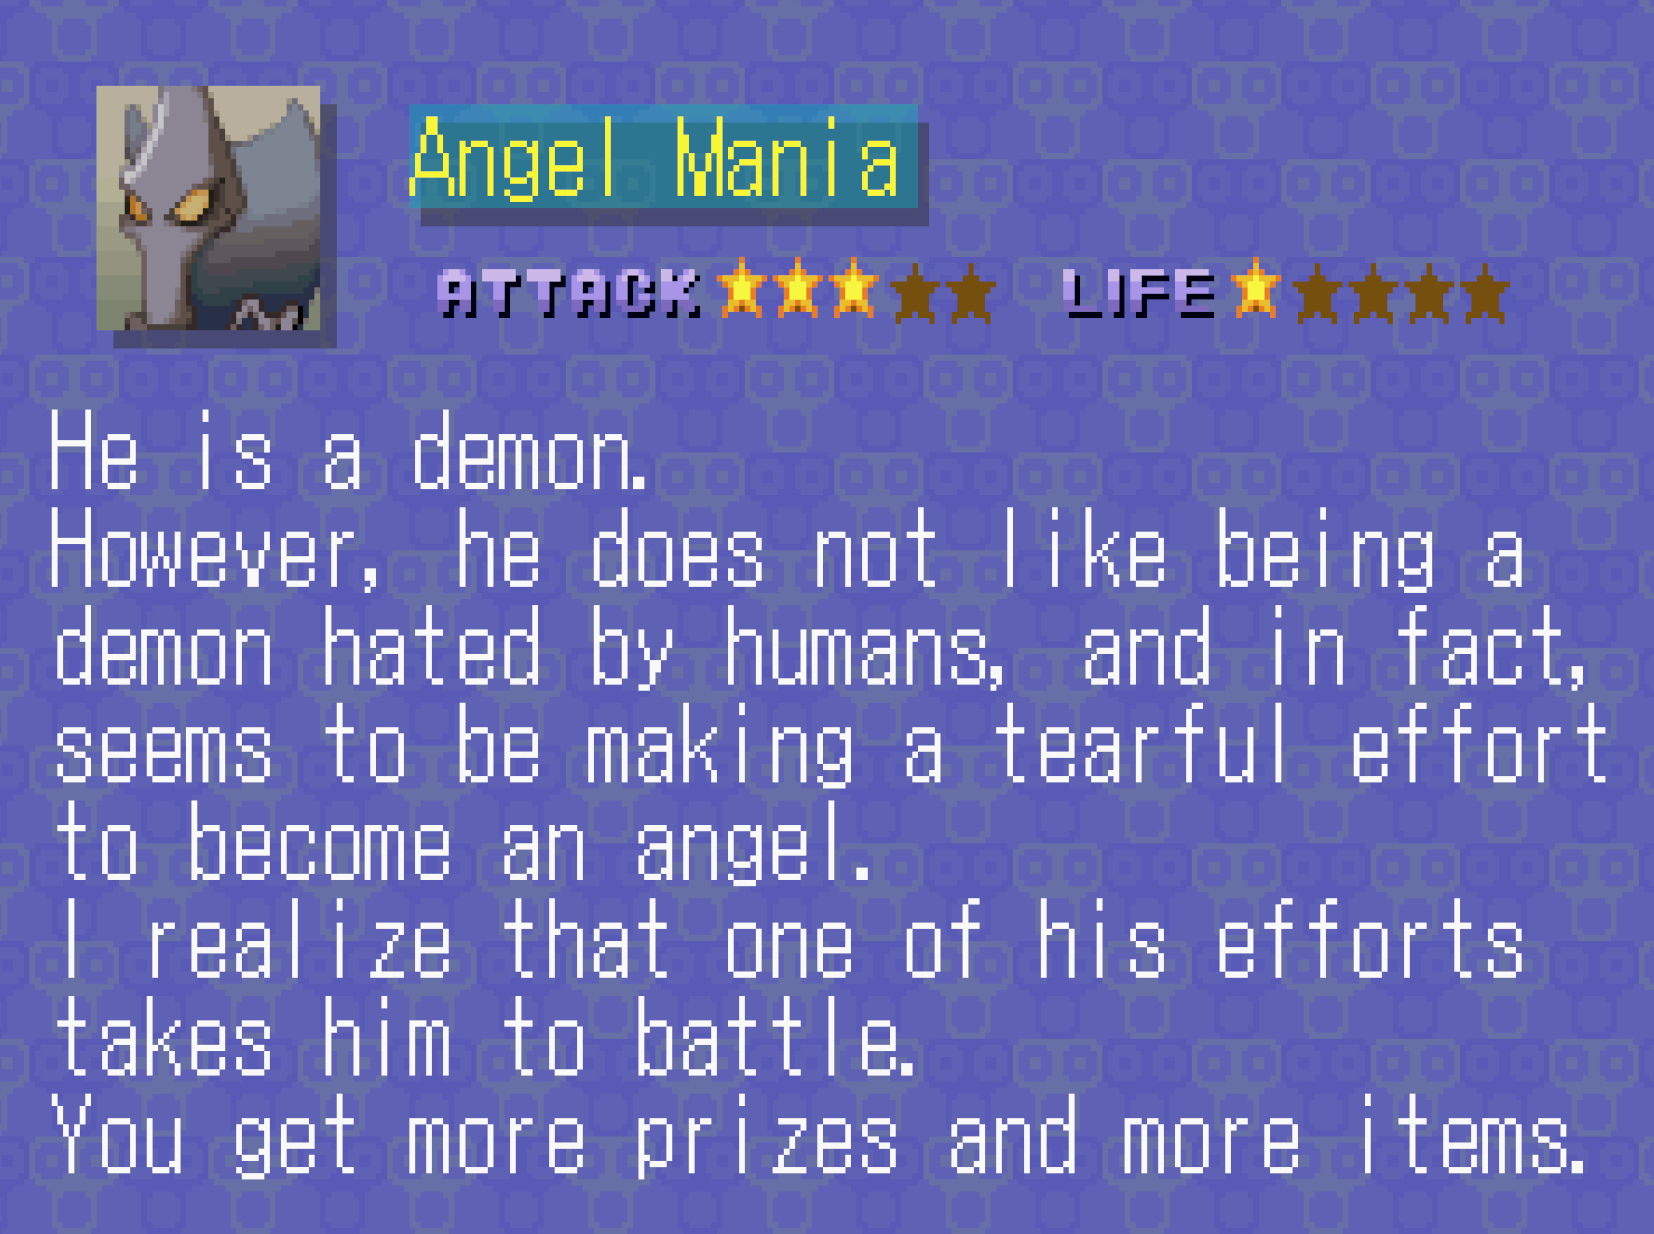 Angel Mania
ATTACK LIFE
He is a demon.
However, he does not like being a
demon hated by humans, and in fact,
seems to be making a tearful effort
to become an angel.
I realize that one of his efforts
takes him to battle.
You get more prizes and more items.